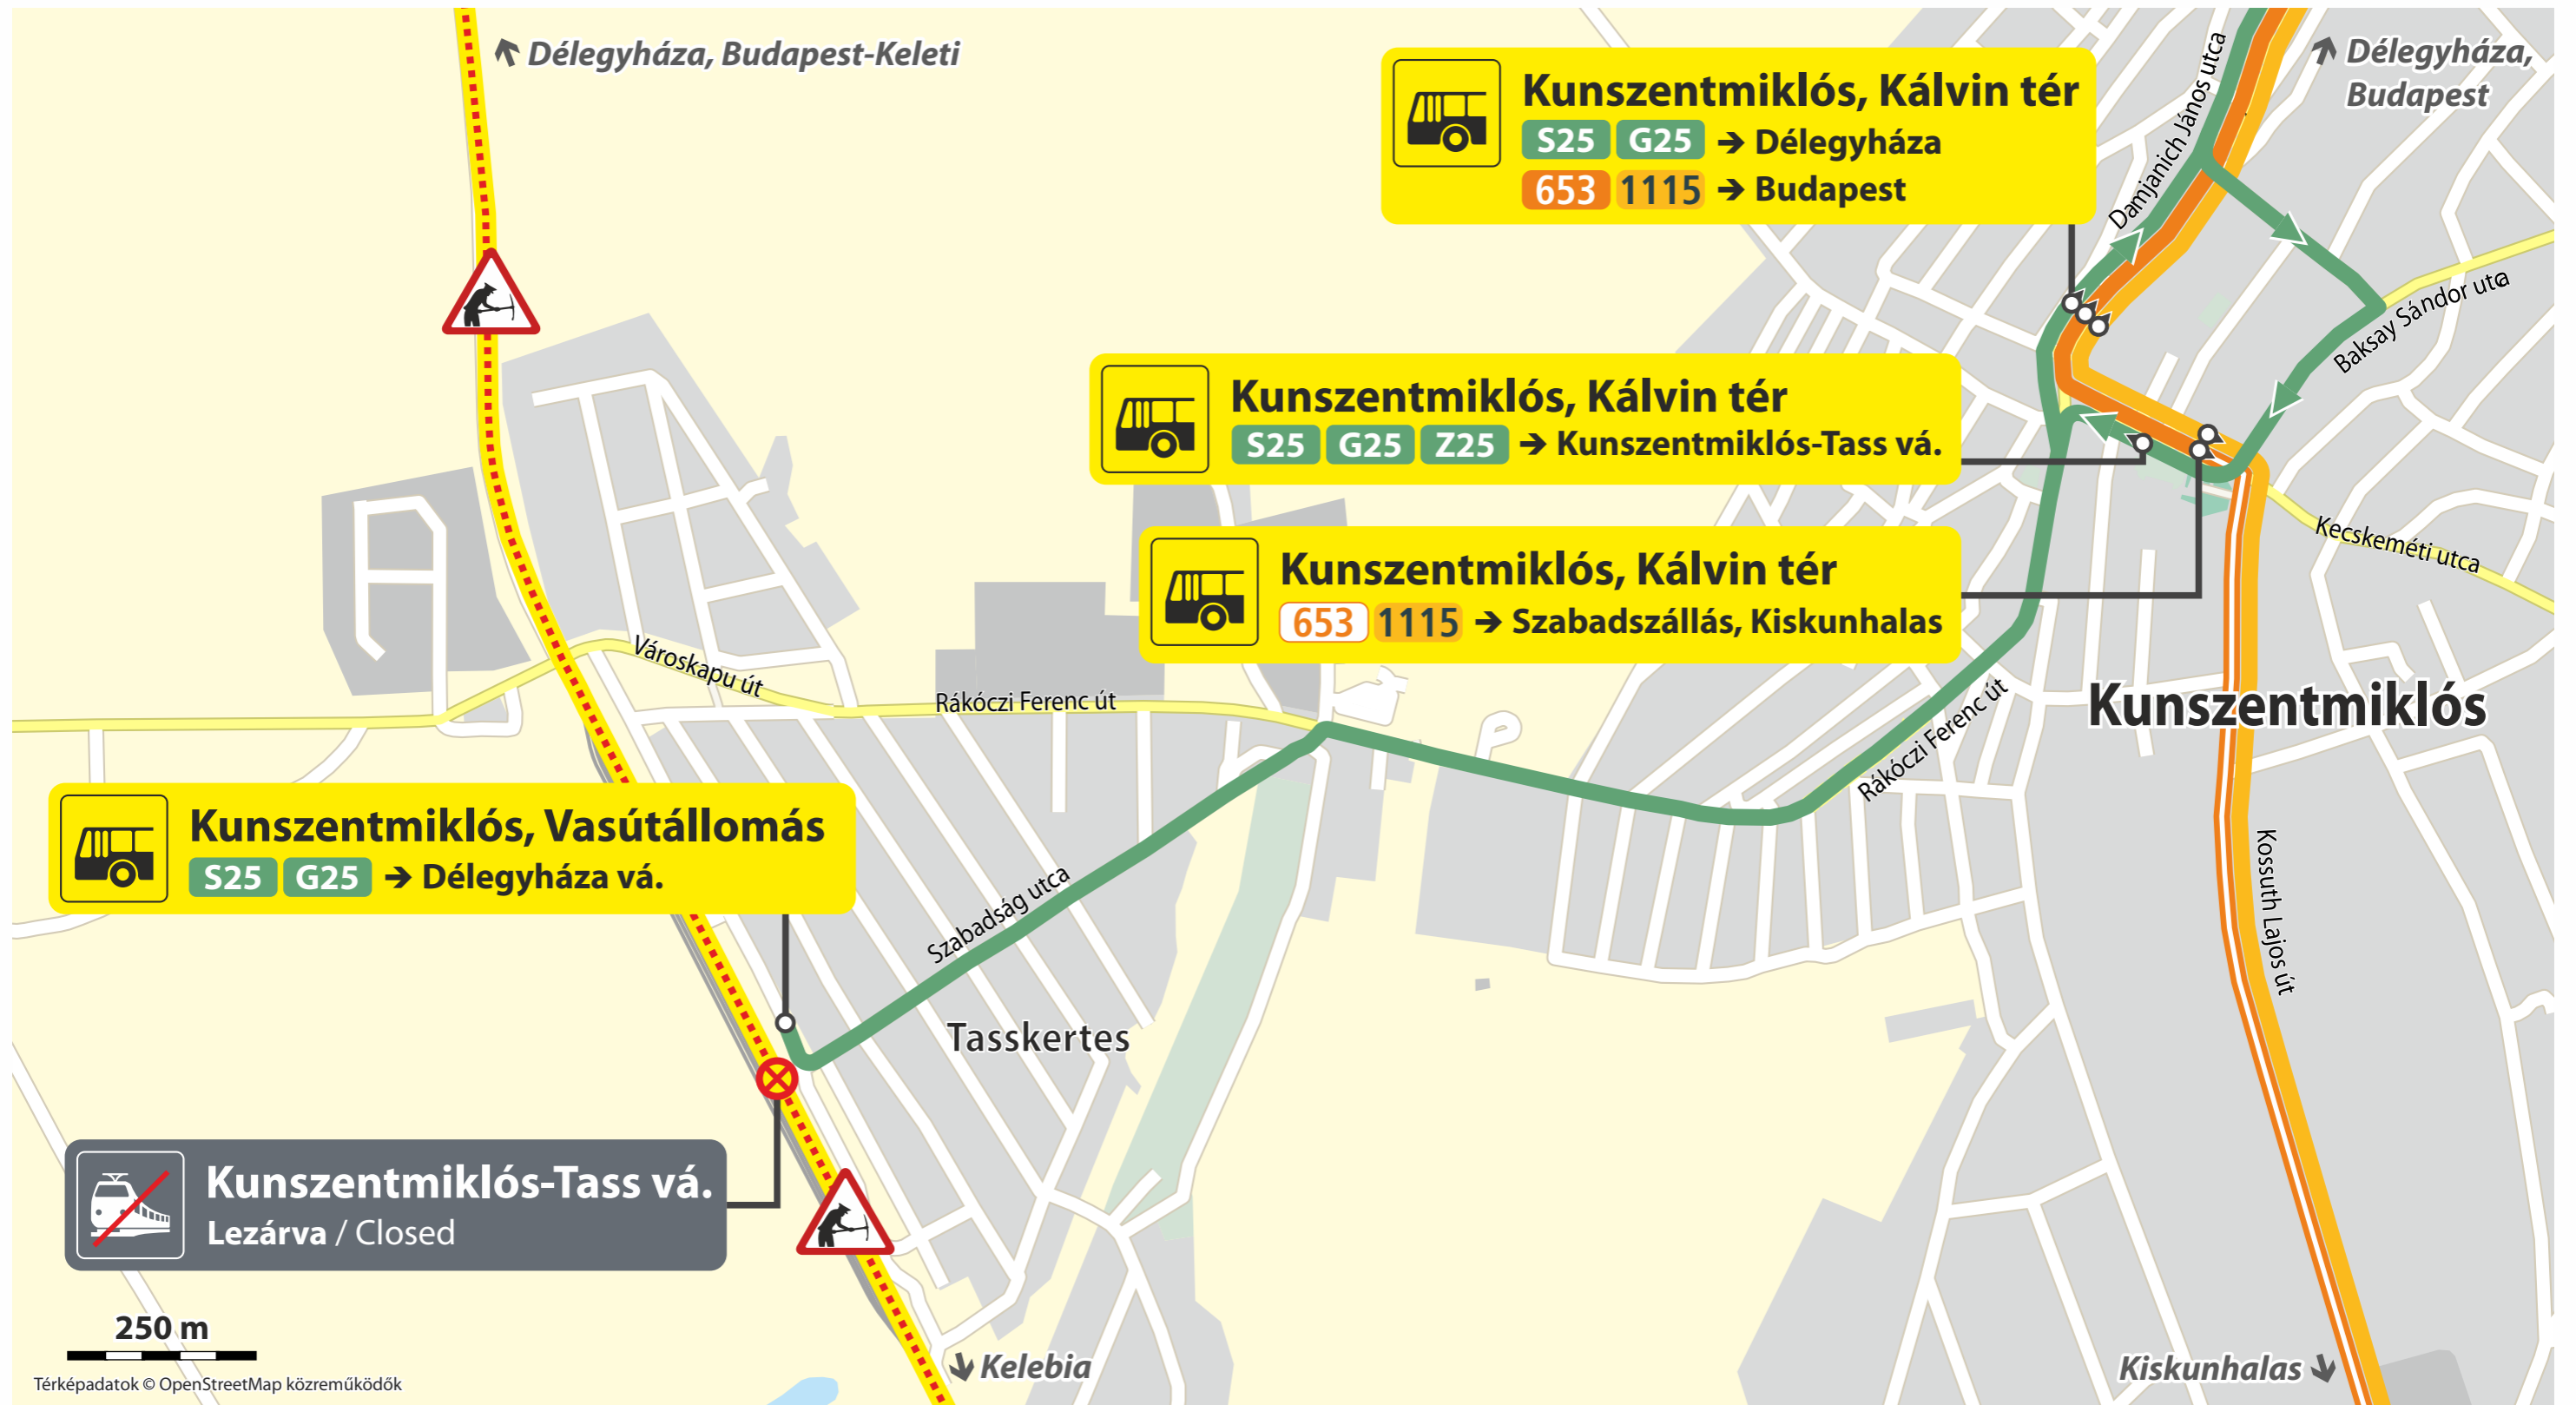 Délegyháza, Budapest-Keleti
Délegyháza,
Budapest
Kunszentmiklós, Kálvin tér
S25 G25 → Délegyháza
653 1115 → Budapest
Damjanich János utca
Baksay Sándor utca
Kunszentmiklós, Kálvin tér
S25 G25 Z25 → Kunszentmiklós-Tass vá.
Kecskeméti utca
Kunszentmiklós, Kálvin tér
653 1115 → Szabadszállás, Kiskunhalas
Városkapu út
Rákóczi Ferenc út
Rákóczi Ferenc út
Kunszentmiklós
Kunszentmiklós, Vasútállomás
S25 G25 → Délegyháza vá.
Szabadság utca
Kossuth Lajos út
Tasskertes
Kunszentmiklós-Tass vá.
Lezárva / Closed
250 m
Kelebia
Kiskunhalas
Térképadatok © OpenStreetMap közreműködők